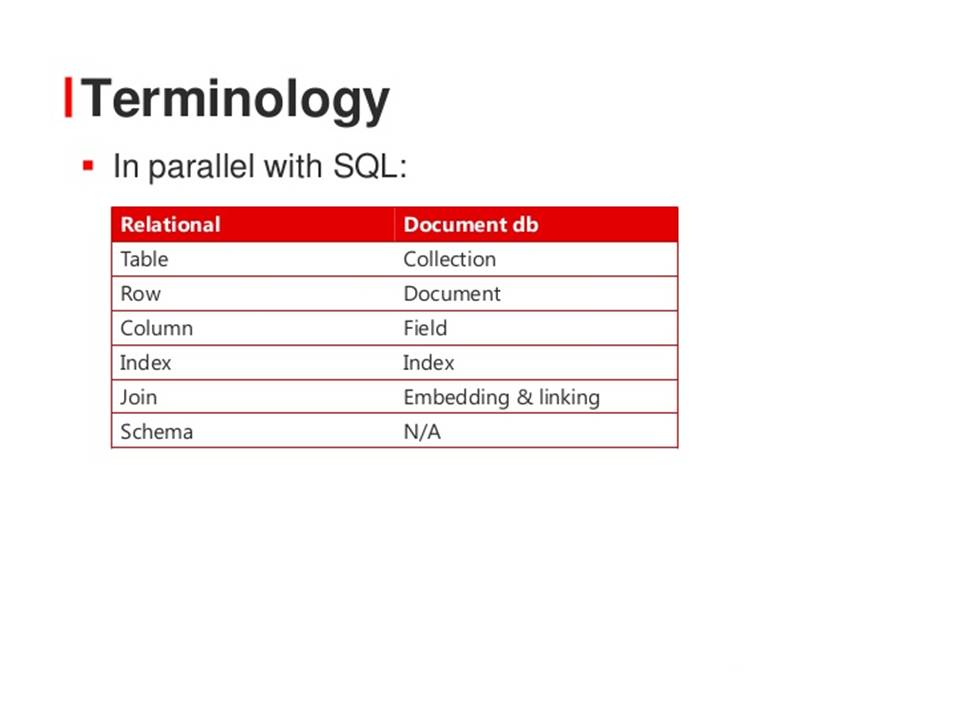 Terminology
In parallel with SQL:
Relational Document db
Table Collection
Row Document
Column Field
Index Index
Join Embedding & linking
Schema N/A